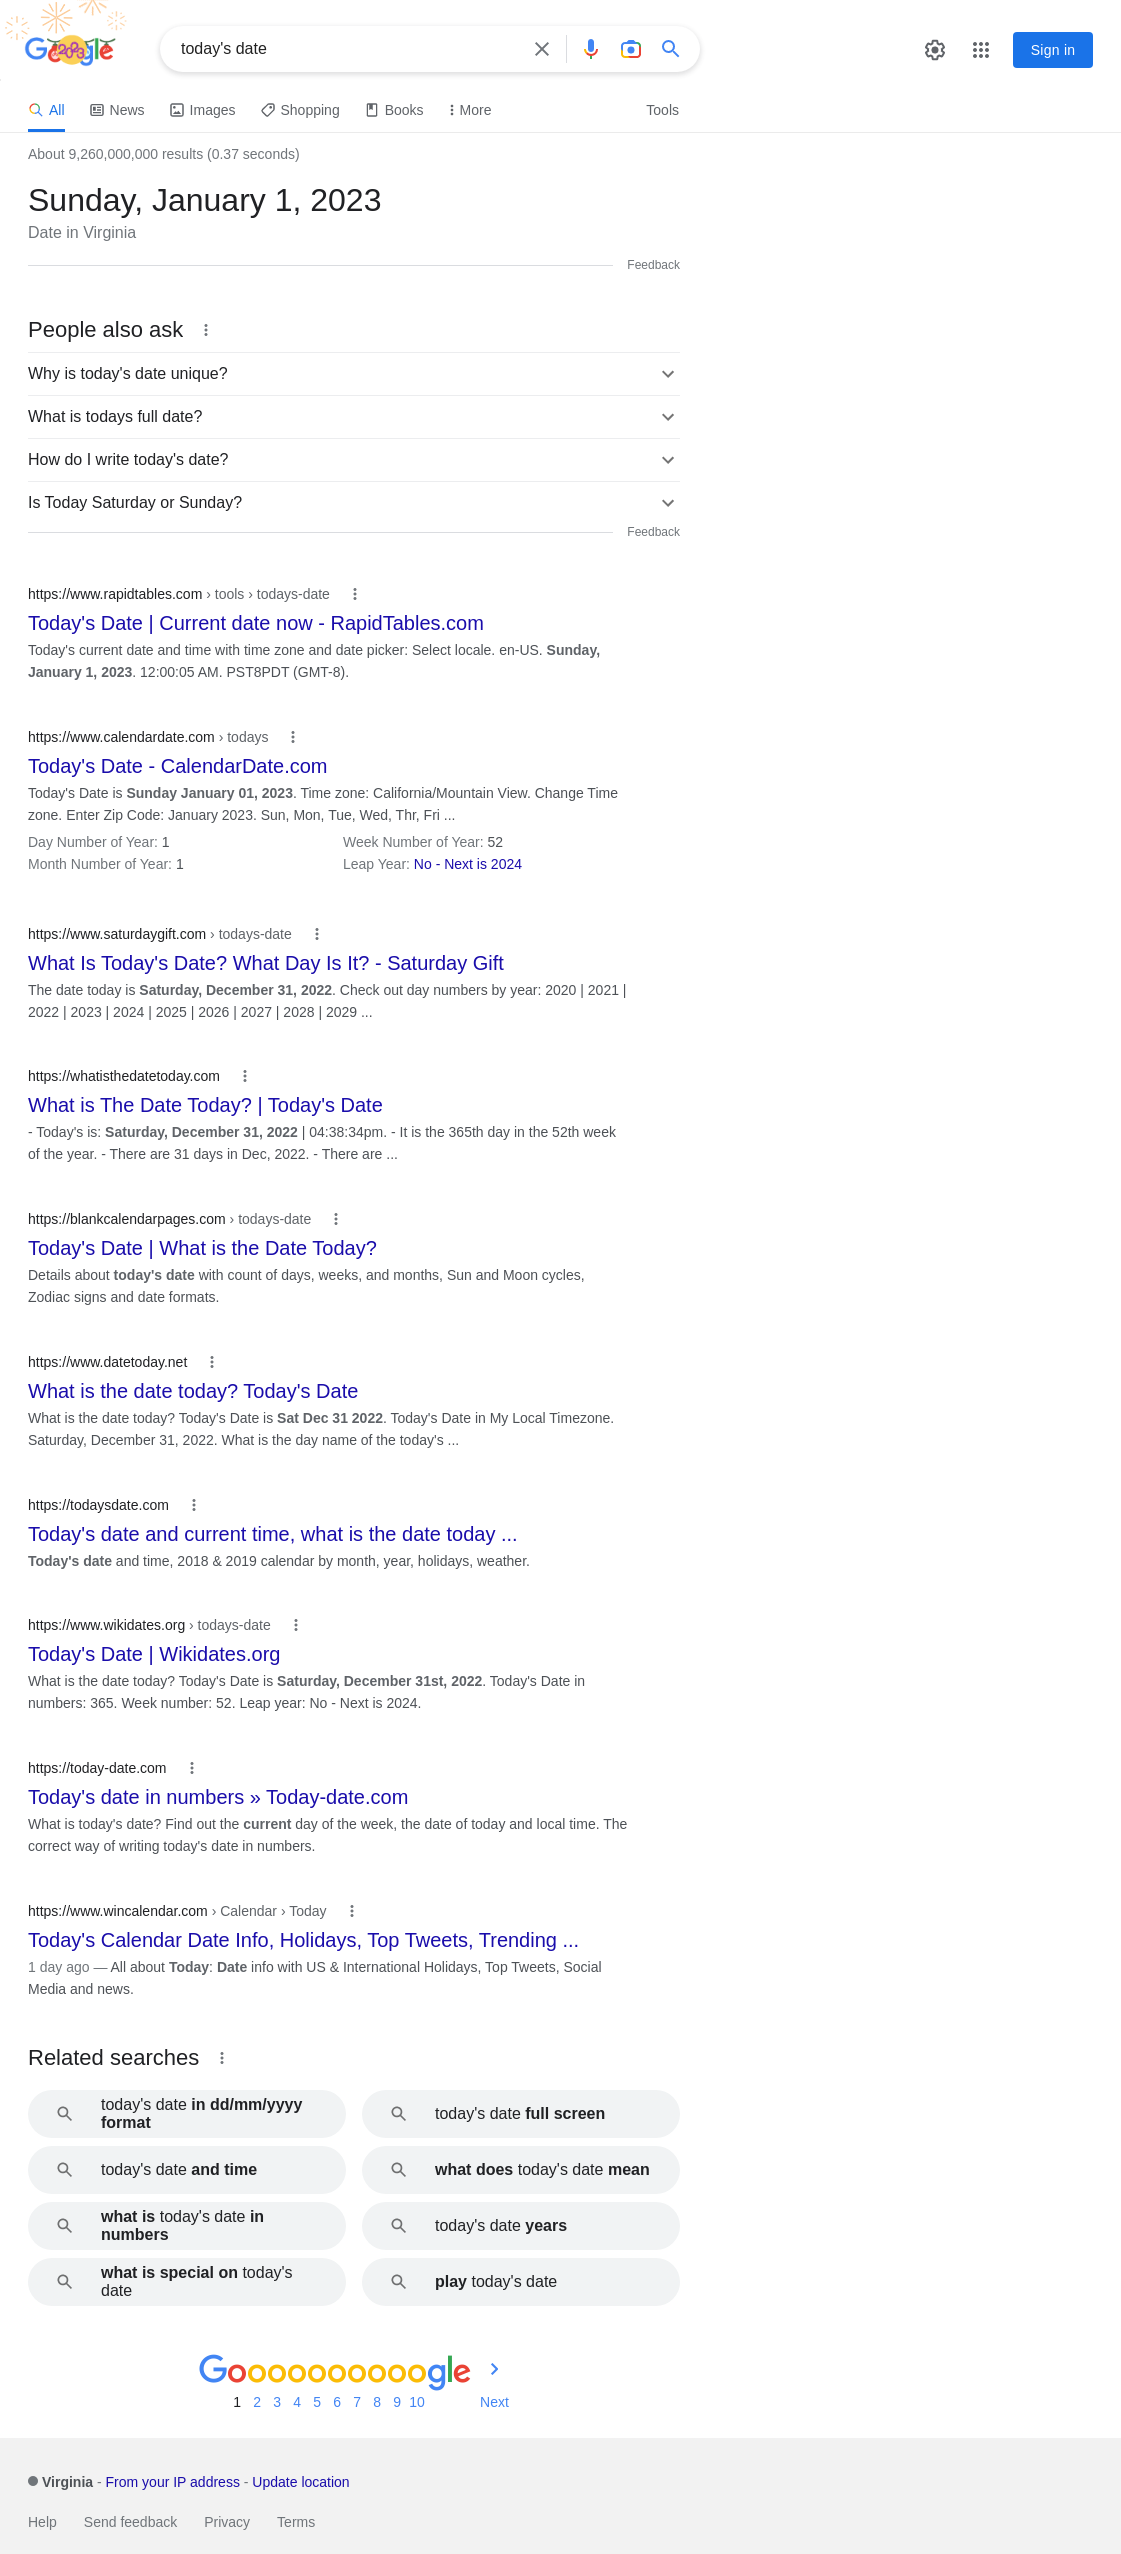 Google
2023
today's date
Sign in
All
News
Images
Shopping
Books
More
Tools
About 9,260,000,000 results (0.37 seconds)
Sunday, January 1, 2023
Date in Virginia
Feedback
People also ask
Why is today's date unique?
What is todays full date?
How do I write today's date?
Is Today Saturday or Sunday?
Feedback
https://www.rapidtables.com › tools › todays-date
Today's Date | Current date now - RapidTables.com
Today's current date and time with time zone and date picker: Select locale. en-US. Sunday,
January 1, 2023. 12:00:05 AM. PST8PDT (GMT-8).
https://www.calendardate.com › todays
Today's Date - CalendarDate.com
Today's Date is Sunday January 01, 2023. Time zone: California/Mountain View. Change Time
zone. Enter Zip Code: January 2023. Sun, Mon, Tue, Wed, Thr, Fri ...
Day Number of Year: 1
Week Number of Year: 52
Month Number of Year: 1
Leap Year: No - Next is 2024
https://www.saturdaygift.com › todays-date
What Is Today's Date? What Day Is It? - Saturday Gift
The date today is Saturday, December 31, 2022. Check out day numbers by year: 2020 | 2021 |
2022 | 2023 | 2024 | 2025 | 2026 | 2027 | 2028 | 2029 ...
https://whatisthedatetoday.com
What is The Date Today? | Today's Date
- Today's is: Saturday, December 31, 2022 | 04:38:34pm. - It is the 365th day in the 52th week
of the year. - There are 31 days in Dec, 2022. - There are ...
https://blankcalendarpages.com › todays-date
Today's Date | What is the Date Today?
Details about today's date with count of days, weeks, and months, Sun and Moon cycles,
Zodiac signs and date formats.
https://www.datetoday.net
What is the date today? Today's Date
What is the date today? Today's Date is Sat Dec 31 2022. Today's Date in My Local Timezone.
Saturday, December 31, 2022. What is the day name of the today's ...
https://todaysdate.com
Today's date and current time, what is the date today ...
Today's date and time, 2018 & 2019 calendar by month, year, holidays, weather.
https://www.wikidates.org › todays-date
Today's Date | Wikidates.org
What is the date today? Today's Date is Saturday, December 31st, 2022. Today's Date in
numbers: 365. Week number: 52. Leap year: No - Next is 2024.
https://today-date.com
Today's date in numbers » Today-date.com
What is today's date? Find out the current day of the week, the date of today and local time. The
correct way of writing today's date in numbers.
https://www.wincalendar.com › Calendar › Today
Today's Calendar Date Info, Holidays, Top Tweets, Trending ...
1 day ago — All about Today: Date info with US & International Holidays, Top Tweets, Social
Media and news.
Related searches
today's date in dd/mm/yyyy
format
today's date full screen
today's date and time
what does today's date mean
what is today's date in
numbers
today's date years
what is special on today's
date
play today's date
Goooooooooogle
1 2 3 4 5 6 7 8 9 10 Next
Virginia - From your IP address - Update location
Help Send feedback Privacy Terms